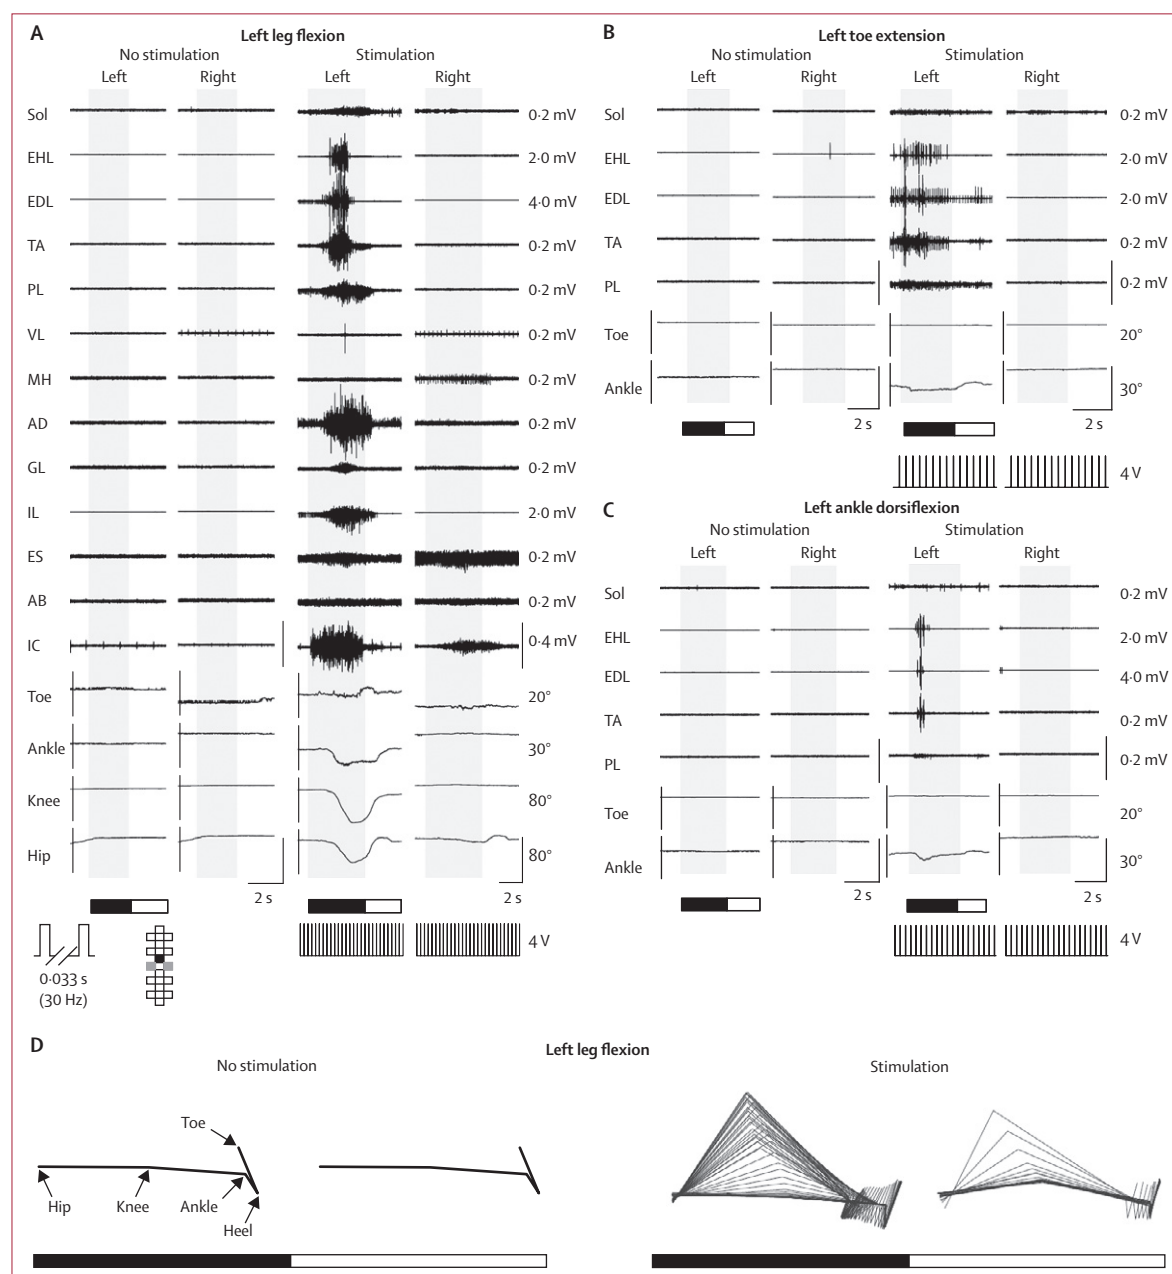 A
Left leg flexion
No stimulation
Stimulation
Left
Right
Left
Right
Sol
0·2 mV
EHL
2·0 mV
EDL
4·0 mV
TA
0·2 mV
PL
0·2 mV
VL
0·2 mV
MH
0·2 mV
AD
0·2 mV
GL
0·2 mV
IL
2·0 mV
ES
0·2 mV
AB
0·2 mV
IC
0·4 mV
Toe
20°
Ankle
30°
Knee
80°
Hip
80°
2 s
2 s
4 V
0·033 s
(30 Hz)
B
Left toe extension
No stimulation
Stimulation
Left
Right
Left
Right
Sol
0·2 mV
EHL
2·0 mV
EDL
2·0 mV
TA
0·2 mV
PL
0·2 mV
Toe
20°
Ankle
30°
2 s
2 s
4 V
C
Left ankle dorsiflexion
No stimulation
Stimulation
Left
Right
Left
Right
Sol
0·2 mV
EHL
2·0 mV
EDL
4·0 mV
TA
0·2 mV
PL
0·2 mV
Toe
20°
Ankle
30°
2 s
2 s
4 V
D
Left leg flexion
No stimulation
Stimulation
Toe
Hip
Knee
Ankle
Heel